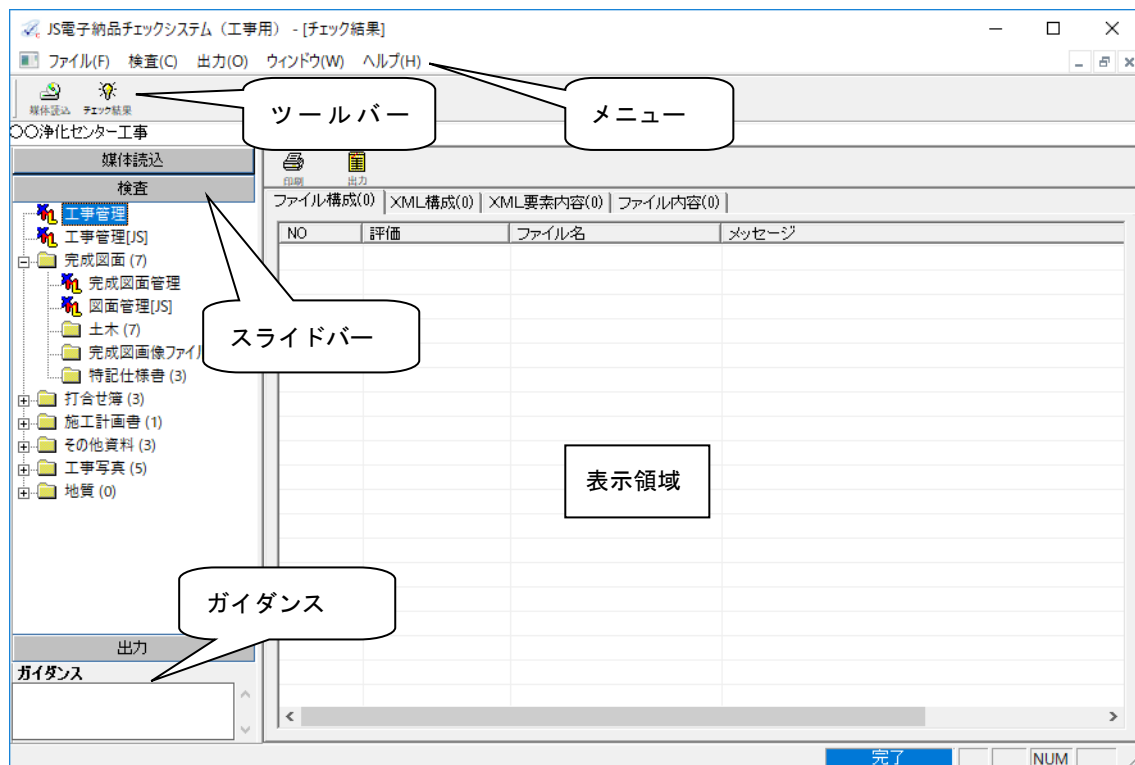 JS電子納品チェックシステム（工事用） - [チェック結果]
ファイル(F) 検査(C) 出力(O) ウィンドウ(W) ヘルプ(H)
媒体読込 チェック結果
ツールバー
メニュー
〇〇浄化センター工事
媒体読込
検査
印刷 出力
ファイル構成(0) XML構成(0) XML要素内容(0) ファイル内容(0)
NO 評価 ファイル名 メッセージ
工事管理
工事管理[JS]
完成図面 (7)
完成図面管理
図面管理[JS]
土木 (7)
完成図画像ファイル
特記仕様書 (3)
打合せ簿 (3)
施工計画書 (1)
その他資料 (3)
工事写真 (5)
地質 (0)
スライドバー
表示領域
ガイダンス
出力
ガイダンス
完了 NUM